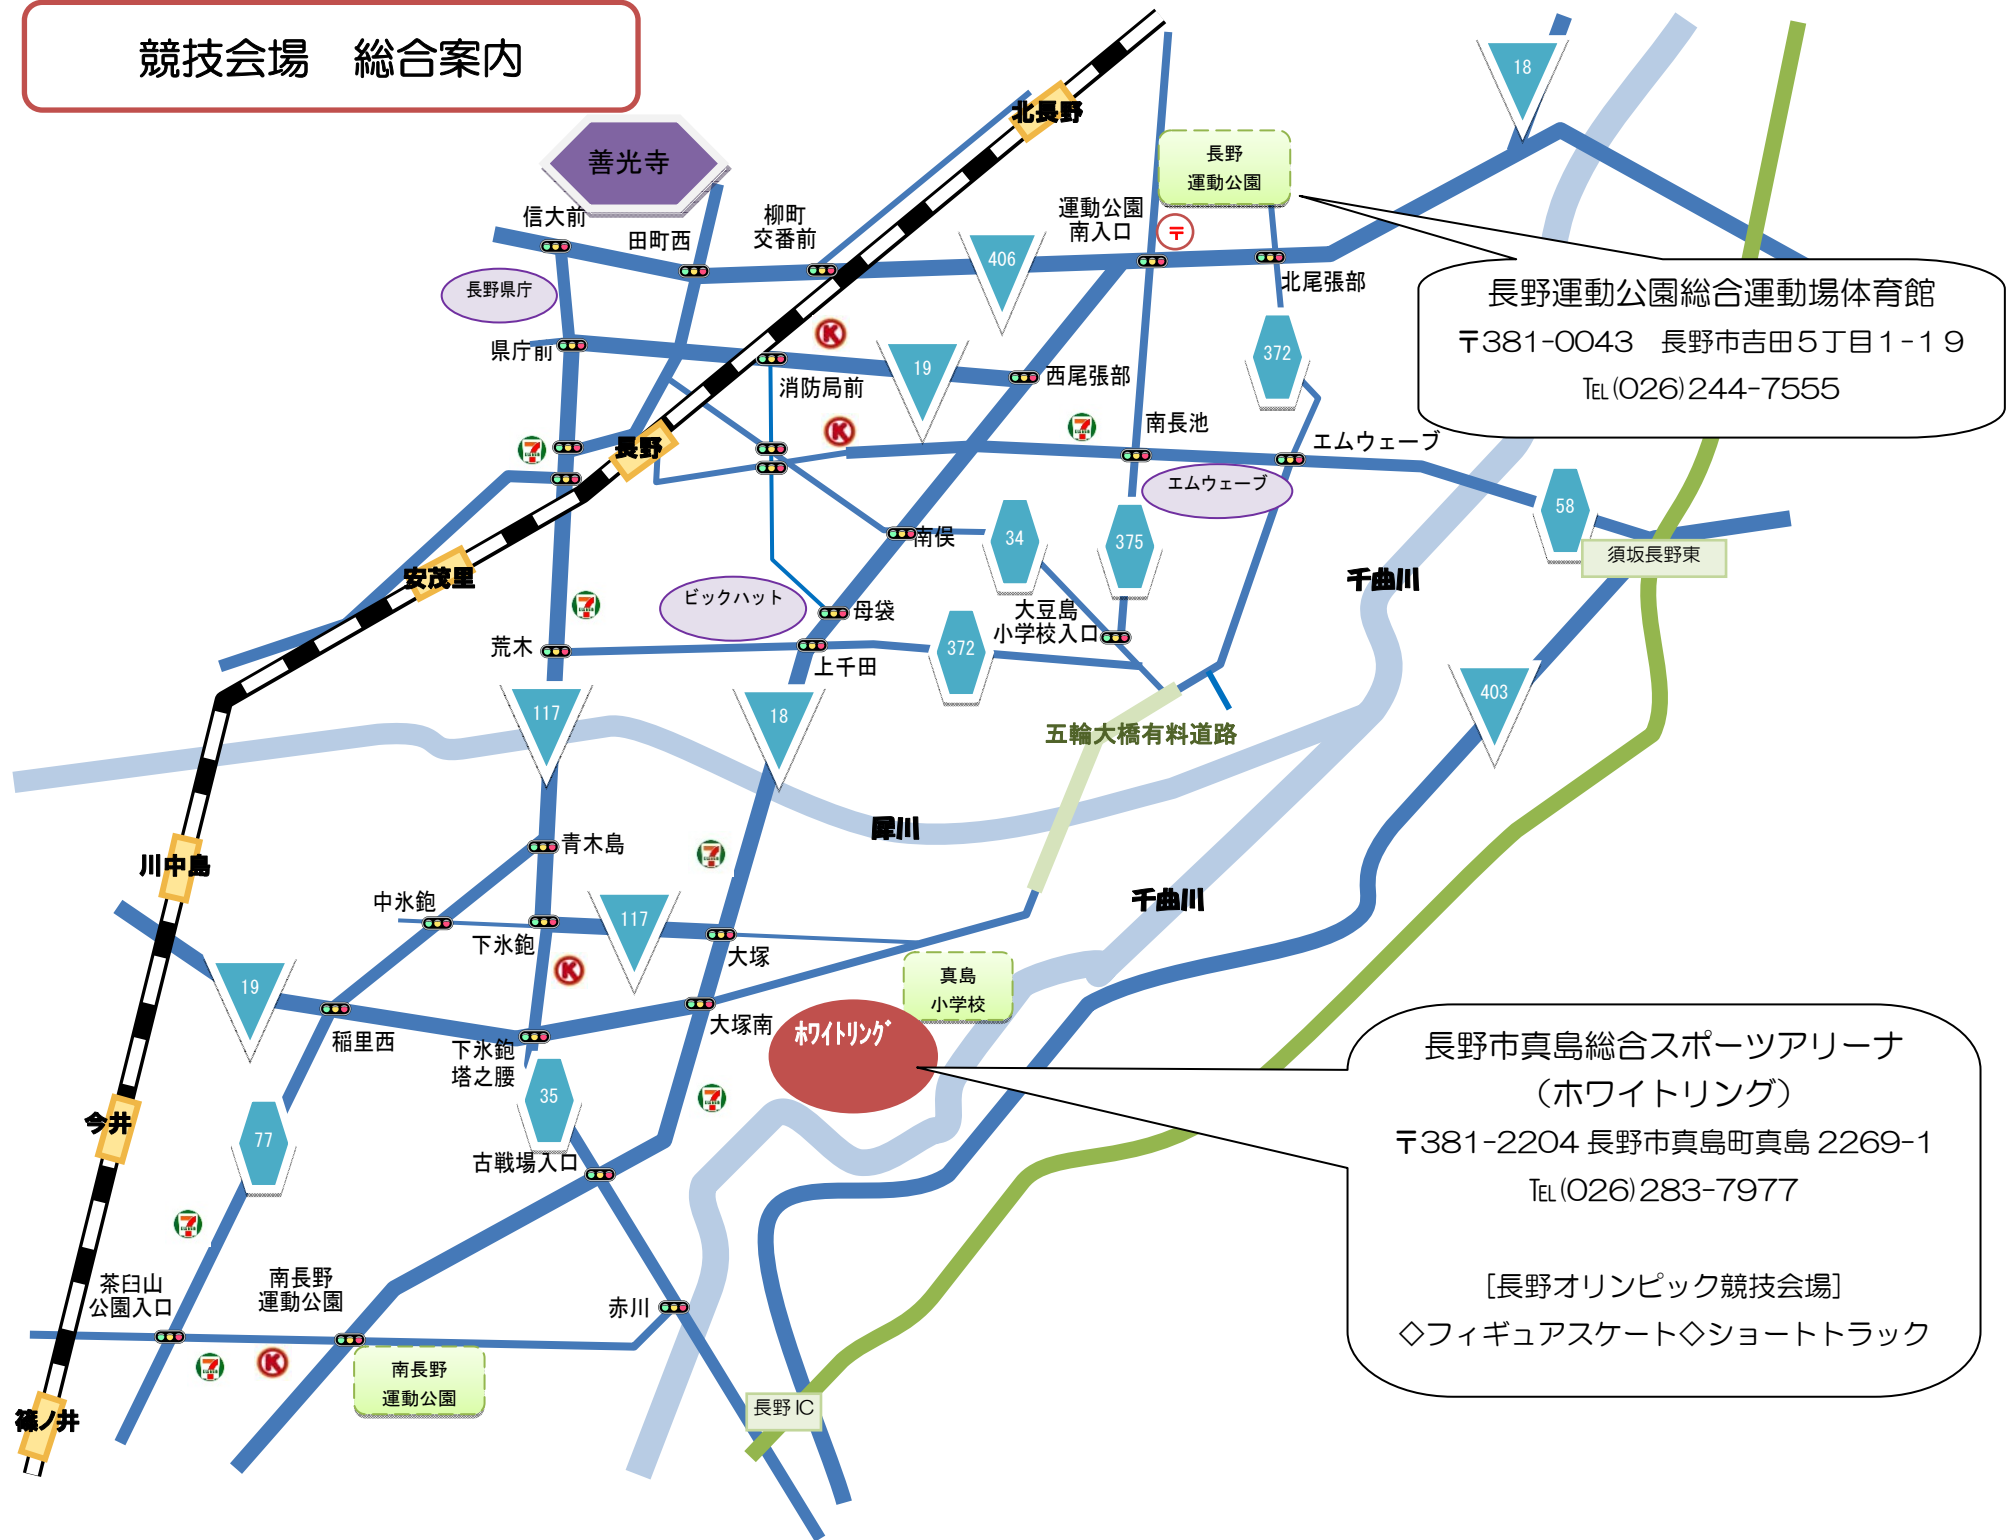 競技会場　総合案内
北長野
18
善光寺
長野
運動公園
信大前
柳町
交番前
運動公園
南入口
〒
田町西
406
北尾張部
長野県庁
長野運動公園総合運動場体育館
〒381-0043　長野市吉田５丁目１-１９
℡(026)244-7555
県庁前
K
372
19
西尾張部
消防局前
7
K
7
南長池
エムウェーブ
長野
エムウェーブ
58
南俣
34
375
須坂長野東
安茂里
千曲川
ビックハット
7
母袋
大豆島
小学校入口
荒木
372
上千田
403
117
18
五輪大橋有料道路
犀川
青木島
7
川中島
中氷鉋
千曲川
117
下氷鉋
大塚
K
19
真島
小学校
稲里西
大塚南
ﾎﾜｲﾄﾘﾝｸﾞ
下氷鉋
塔之腰
長野市真島総合スポーツアリーナ
（ホワイトリング）
〒381-2204 長野市真島町真島 2269-1
℡(026)283-7977
[長野オリンピック競技会場]
◇フィギュアスケート◇ショートトラック
35
7
今井
77
古戦場入口
7
茶臼山
公園入口
南長野
運動公園
赤川
7
K
南長野
運動公園
長野 IC
篠ノ井